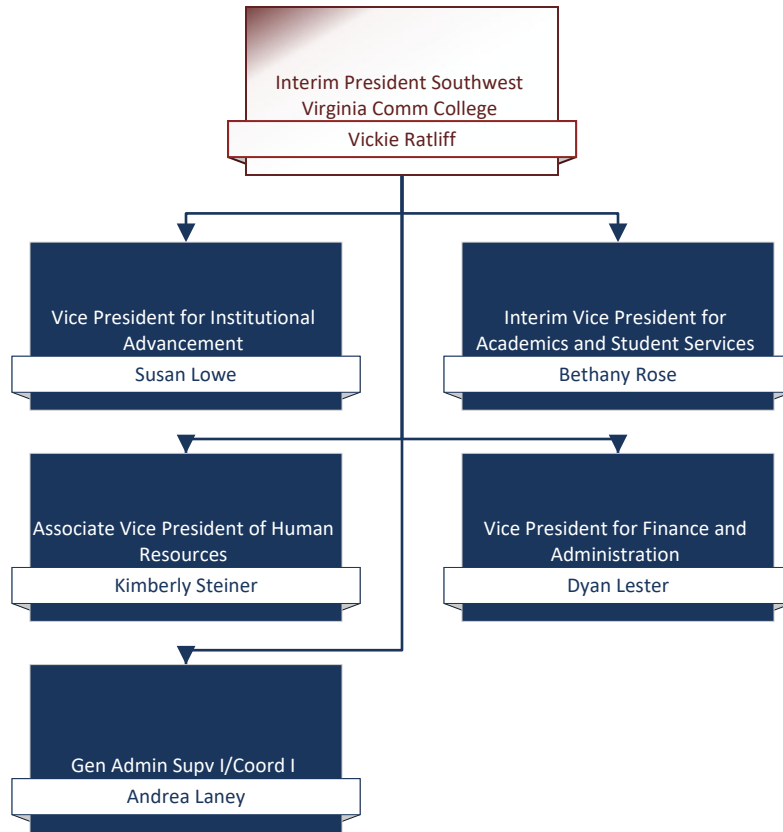 Interim President Southwest
Virginia Comm College
Vickie Ratliff
Vice President for Institutional
Advancement
Susan Lowe
Interim Vice President for
Academics and Student Services
Bethany Rose
Associate Vice President of Human
Resources
Kimberly Steiner
Vice President for Finance and
Administration
Dyan Lester
Gen Admin Supv I/Coord I
Andrea Laney